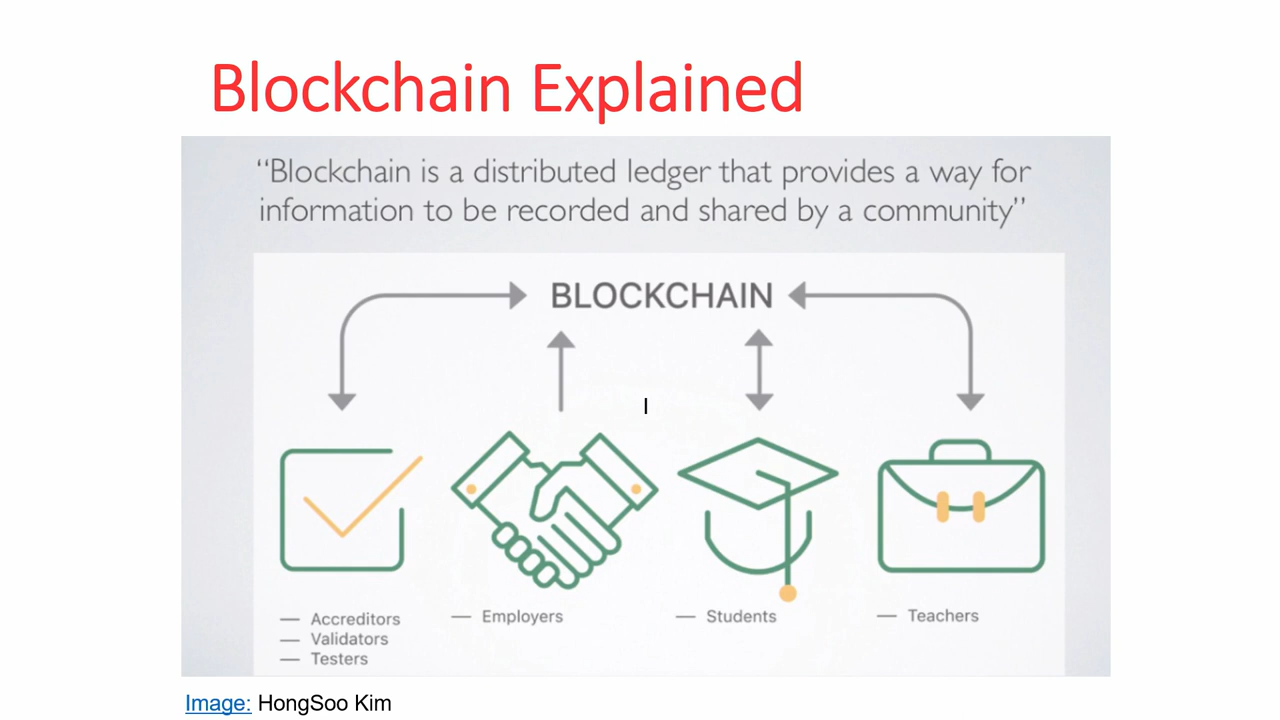 Blockchain Explained
“Blockchain is a distributed ledger that provides a way for
information to be recorded and shared by a community”
BLOCKCHAIN
— Accreditors
— Validators
— Testers
— Employers
— Students
— Teachers
Image: HongSoo Kim